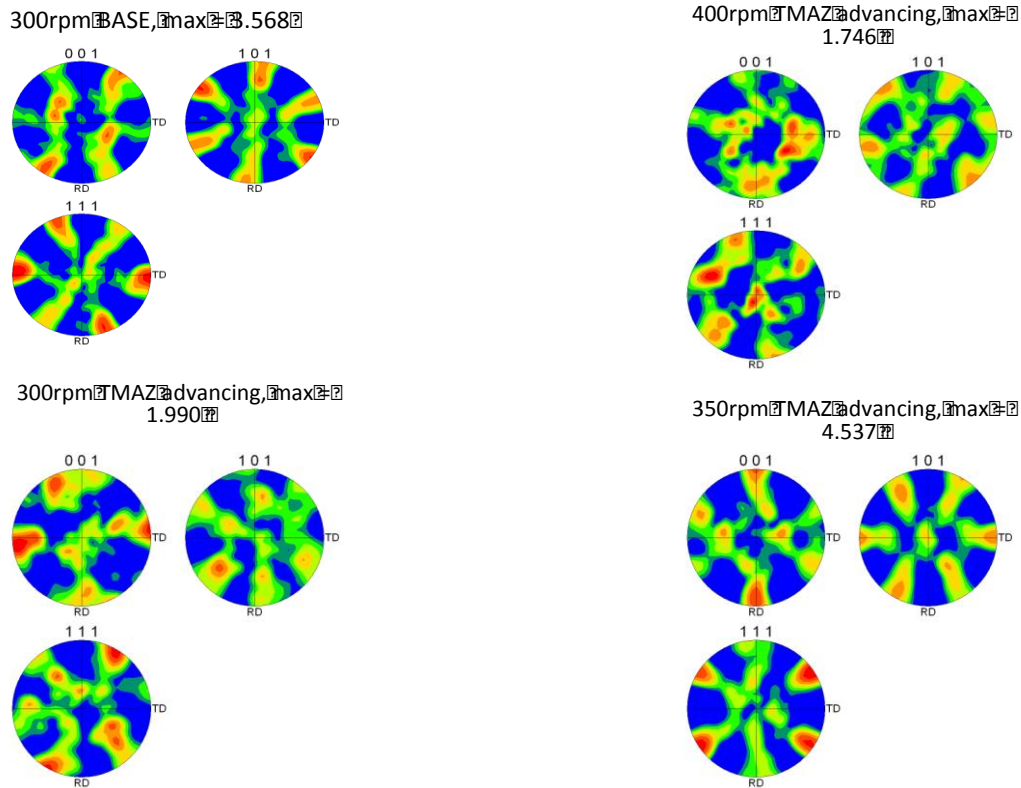 300rpm BASE, max = 3.568
0 0 1
1 0 1
TD
TD
RD
RD
1 1 1
TD
RD
400rpm TMAZ advancing, max =
1.746
0 0 1
1 0 1
TD
TD
RD
RD
1 1 1
TD
RD
300rpm TMAZ advancing, max =
1.990
0 0 1
1 0 1
TD
TD
RD
RD
1 1 1
TD
RD
350rpm TMAZ advancing, max =
4.537
0 0 1
1 0 1
TD
TD
RD
RD
1 1 1
TD
RD